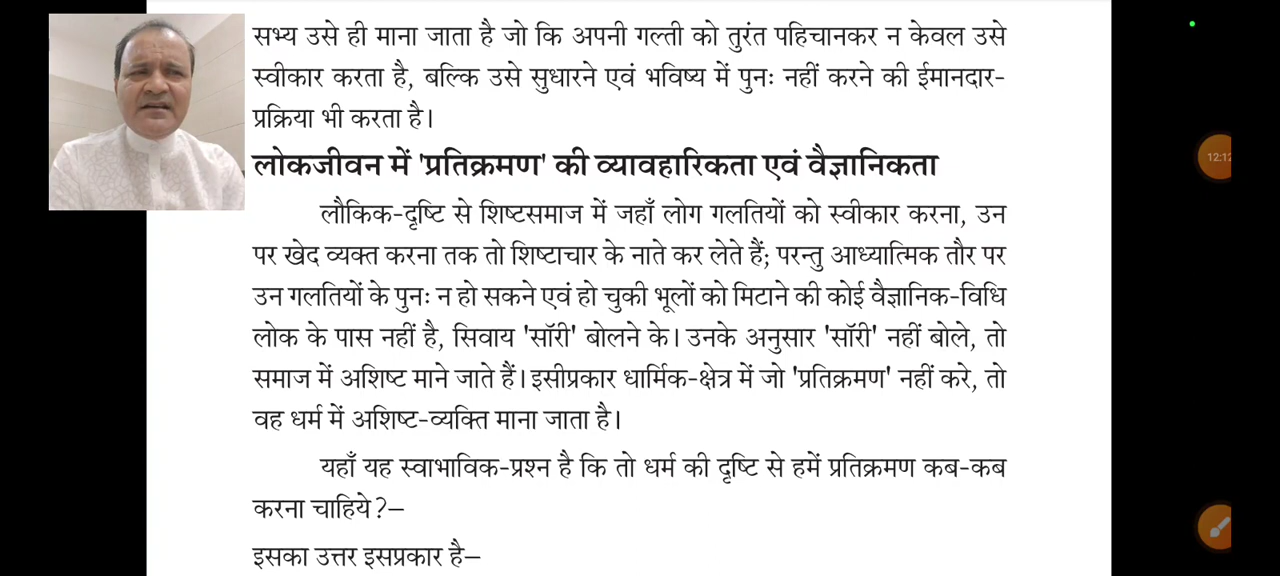 सभ्य उसे ही माना जाता है जो कि अपनी गल्ती को तुरंत पहिचानकर न केवल उसे
स्वीकार करता है, बल्कि उसे सुधारने एवं भविष्य में पुनः नहीं करने की ईमानदार-
प्रक्रिया भी करता है।
लोकजीवन में 'प्रतिक्रमण' की व्यावहारिकता एवं वैज्ञानिकता
लौकिक-दृष्टि से शिष्टसमाज में जहाँ लोग गलतियों को स्वीकार करना, उन
पर खेद व्यक्त करना तक तो शिष्टाचार के नाते कर लेते हैं; परन्तु आध्यात्मिक तौर पर
उन गलतियों के पुनः न हो सकने एवं हो चुकी भूलों को मिटाने की कोई वैज्ञानिक-विधि
लोक के पास नहीं है, सिवाय 'सॉरी' बोलने के। उनके अनुसार 'सॉरी' नहीं बोले, तो
समाज में अशिष्ट माने जाते हैं। इसीप्रकार धार्मिक-क्षेत्र में जो 'प्रतिक्रमण' नहीं करे, तो
वह धर्म में अशिष्ट-व्यक्ति माना जाता है।
यहाँ यह स्वाभाविक-प्रश्न है कि तो धर्म की दृष्टि से हमें प्रतिक्रमण कब-कब
करना चाहिये?–
इसका उत्तर इसप्रकार है–
12:12